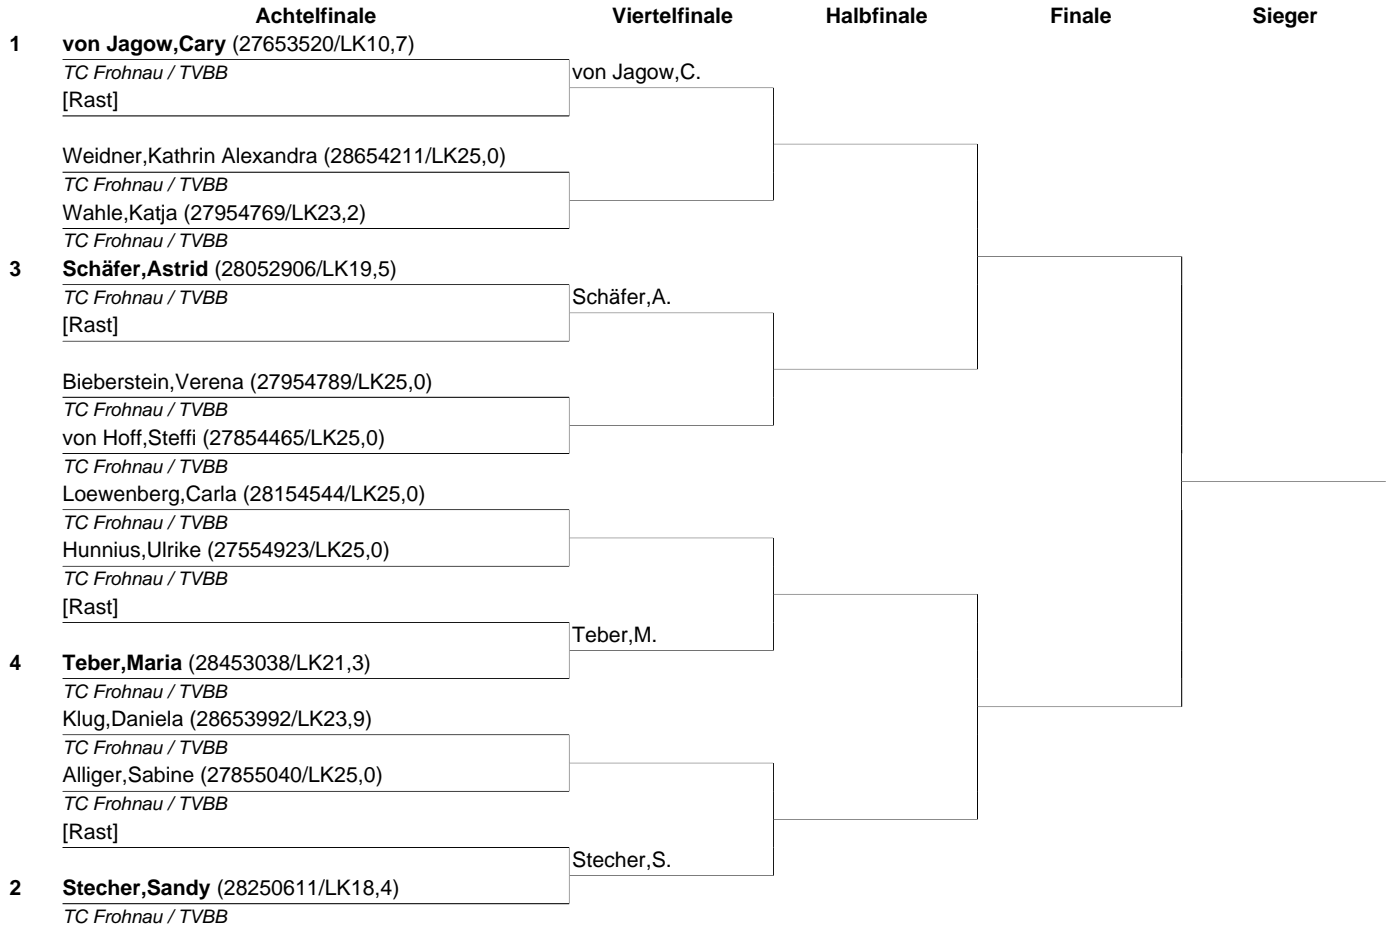 Achtelfinale Viertelfinale Halbfinale Finale Sieger
1 von Jagow,Cary (27653520/LK10,7)
TC Frohnau / TVBB von Jagow,C.
[Rast]
Weidner,Kathrin Alexandra (28654211/LK25,0)
TC Frohnau / TVBB
Wahle,Katja (27954769/LK23,2)
TC Frohnau / TVBB
3 Schäfer,Astrid (28052906/LK19,5)
TC Frohnau / TVBB Schäfer,A.
[Rast]
Bieberstein,Verena (27954789/LK25,0)
TC Frohnau / TVBB
von Hoff,Steffi (27854465/LK25,0)
TC Frohnau / TVBB
Loewenberg,Carla (28154544/LK25,0)
TC Frohnau / TVBB
Hunnius,Ulrike (27554923/LK25,0)
TC Frohnau / TVBB
[Rast]
Teber,M.
4 Teber,Maria (28453038/LK21,3)
TC Frohnau / TVBB
Klug,Daniela (28653992/LK23,9)
TC Frohnau / TVBB
Alliger,Sabine (27855040/LK25,0)
TC Frohnau / TVBB
[Rast]
Stecher,S.
2 Stecher,Sandy (28250611/LK18,4)
TC Frohnau / TVBB